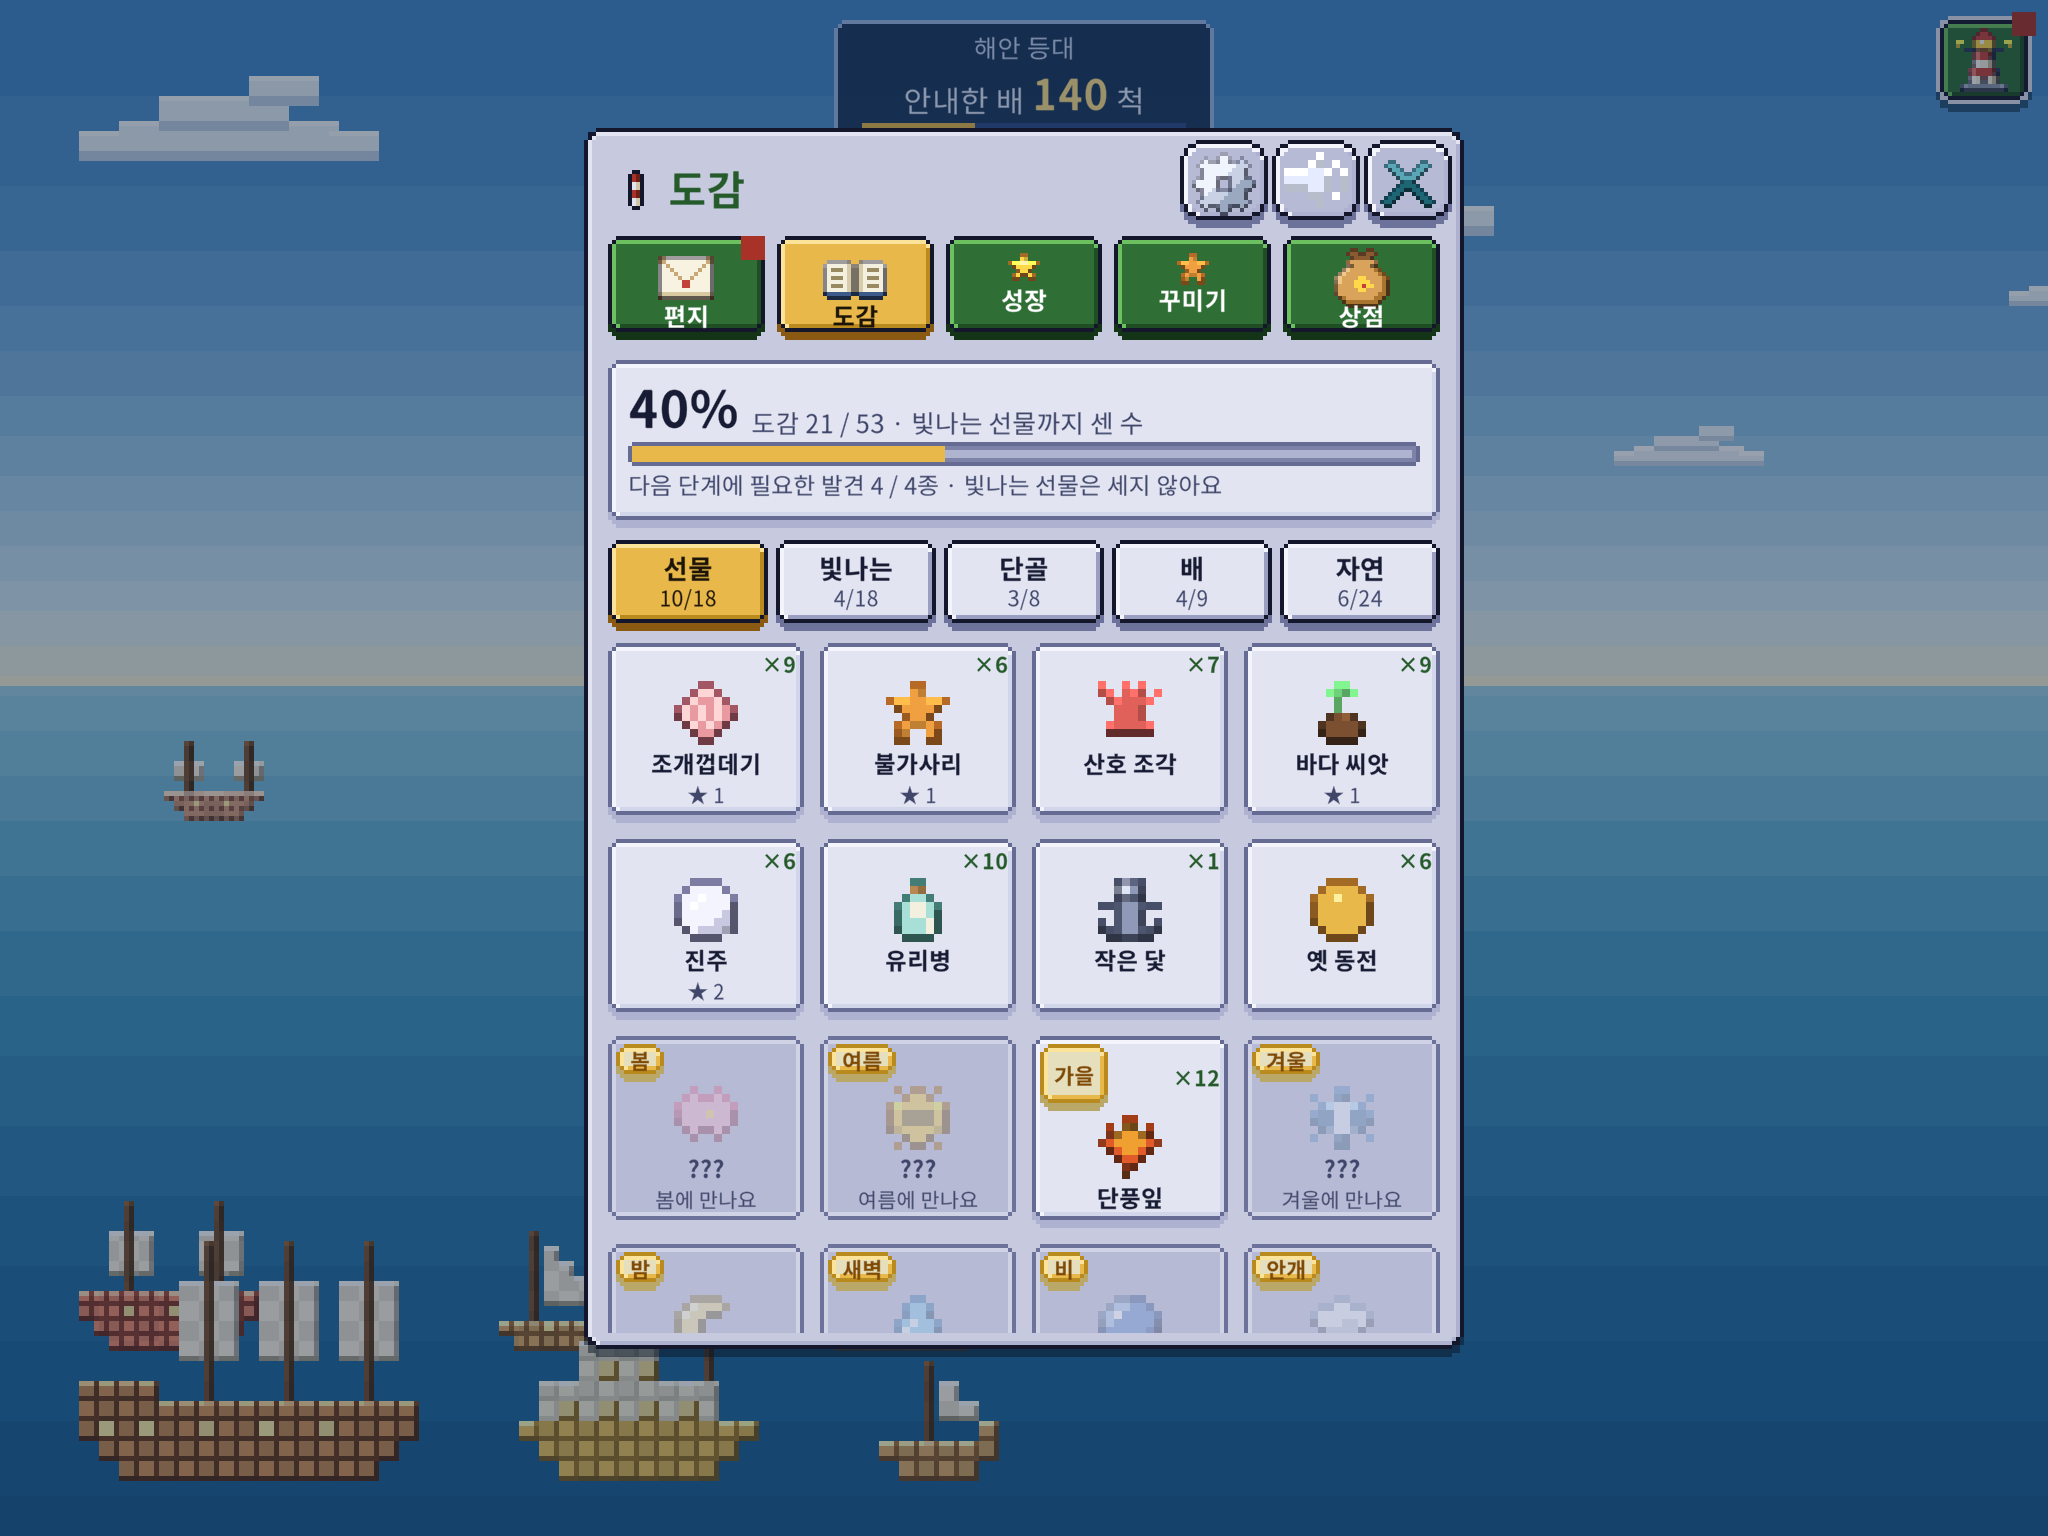 해안 등대
안내한 배 140 척
도감
편지
도감
성장
꾸미기
상점
40% 도감 21 / 53 · 빛나는 선물까지 센 수
다음 단계에 필요한 발견 4 / 4종 · 빛나는 선물은 세지 않아요
선물
10/18
빛나는
4/18
단골
3/8
배
4/9
자연
6/24
×9
조개껍데기
★ 1
×6
불가사리
★ 1
×7
산호 조각
×9
바다 씨앗
★ 1
×6
진주
★ 2
×10
유리병
×1
작은 닻
×6
옛 동전
봄
???
봄에 만나요
여름
???
여름에 만나요
가을
×12
단풍잎
겨울
???
겨울에 만나요
밤
새벽
비
안개